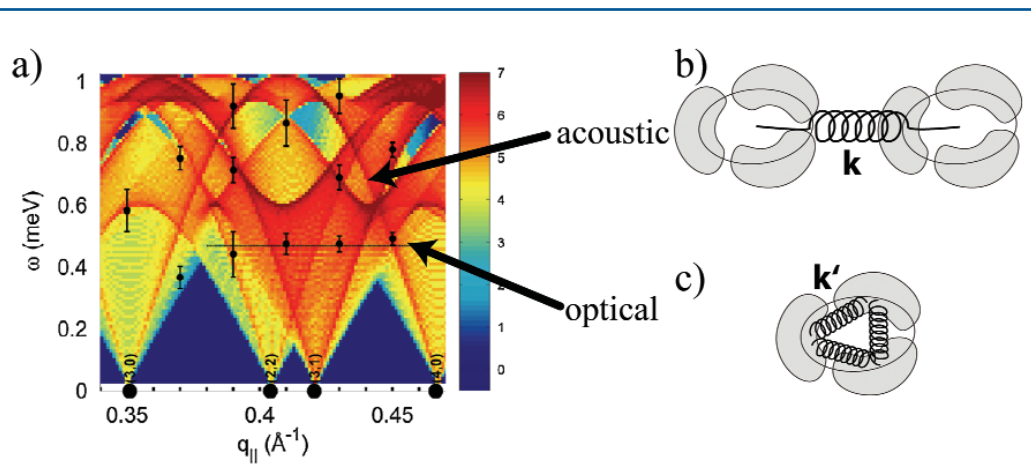 a)
ω (meV)
1
0.8
0.6
0.4
0.2
0
(3,0)
(2,2)
(3,1)
(4,0)
0.35
0.4
0.45
q|| (Å⁻¹)
7
6
5
4
3
2
1
0
acoustic
optical
b)
k
c)
k‘